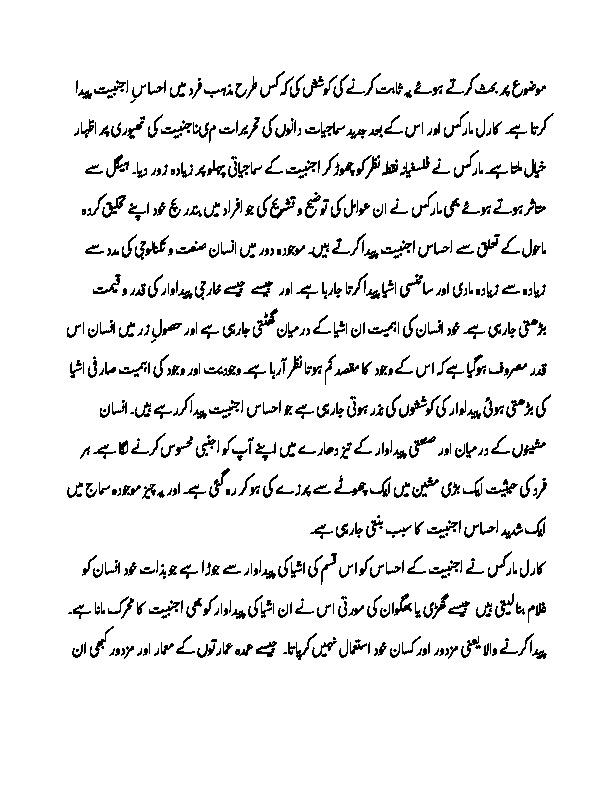 موضوع پر بحث کرتے ہوئے یہ ثابت کرنے کی کوشش کی کہ کس طرح مذہب فرد میں احساسِ اجنبیت پیدا
کرتا ہے۔ کارل مارکس اور اس کے بعد جدید سماجیات دانوں کی تحریرات م یںاجنبیت کی تھیوری پر اظہار
خیال ملتا ہے۔ مارکس نے فلسفیانہ نقطہ نظر کو چھوڑ کر اجنبیت کے سماجیاتی پہلو پر زیادہ زور دیا۔ ہیگل سے
متاثر ہوتے ہوئے بھی مارکس نے ان عوامل کی توضیح و تشریح کی جو افراد میں بتدریج خود اپنے تخلیق کردہ
ماحول کے تعلق سے احساس اجنبیت پیدا کرتے ہیں۔ موجودہ دور میں انسان صنعت و تکنالوجی کی مدد سے
زیادہ سے زیادہ مادی اور سائنسی اشیا پیدا کرتا جارہا ہے۔ اور جیسے جیسے خارجی پیداوار کی قدر و قیمت
بڑھتی جارہی ہے۔ خود انسان کی اہمیت ان اشیا کے درمیان گھٹتی جارہی ہے اور حصولِ زر میں انسان اس
قدر مصروف ہوگیا ہے کہ اس کے وجود کا مقصد کم ہوتا نظر آرہا ہے۔ وجودیت اور وجود کی اہمیت صارفی اشیا
کی بڑھتی ہوئی پیداوار کی کوششوں کی نذر ہوتی جارہی ہے جو احساس اجنبیت پیدا کررہے ہیں۔ انسان
مشینوں کے درمیان اور صنعتی پیداوار کے تیز دھارے میں اپنے آپ کو اجنبی محسوس کرنے لگا ہے۔ ہر
فرد کی حیثیت ایک بڑی مشین میں ایک چھوٹے سے پرزے کی ہو کر رہ گئی ہے۔ اور یہ چیز موجودہ سماج میں
ایک شدید احساس اجنبیت کا سبب بنتی جارہی ہے۔
کارل مارکس نے اجنبیت کے احساس کو اس قسم کی اشیا کی پیداوار سے جوڑا ہے جو بذات خود انسان کو
غلام بنالیتی ہیں جیسے گھڑی یا بھگوان کی مورتی اس نے ان اشیا کی پیداوار کو بھی اجنبیت کا محرک مانا ہے۔
پیدا کرنے والا یعنی مزدور اور کسان خود استعمال نہیں کرپاتا۔ جیسے عمدہ عمارتوں کے معمار اور مزدور کبھی ان